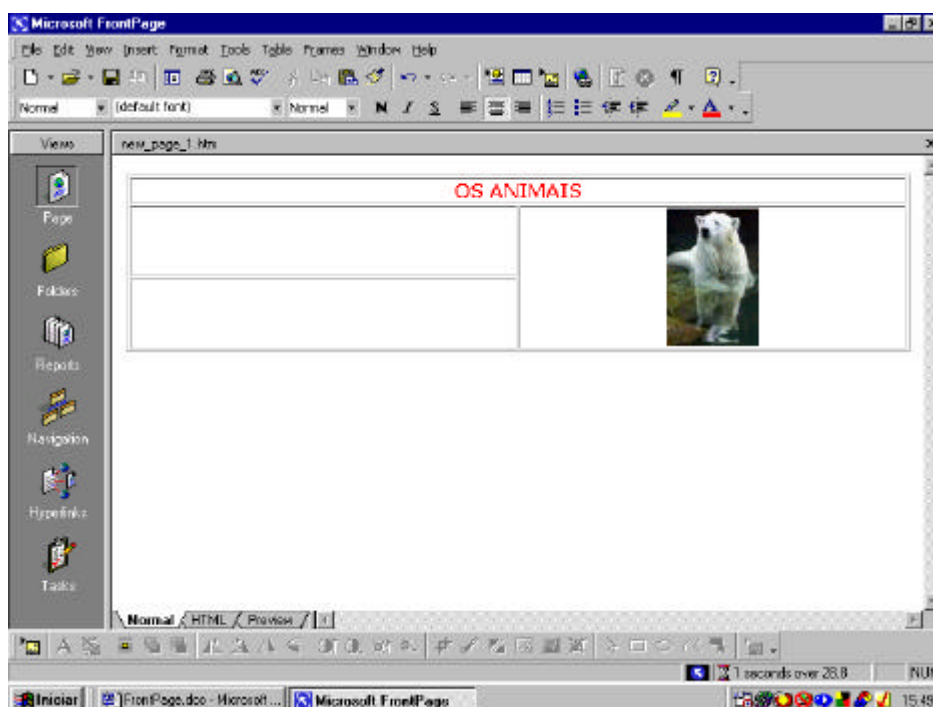 Microsoft FrontPage
File Edit View Insert Format Tools Table Frames Window Help
Normal (default font) Normal N I S A
Views new_page_1.htm
OS ANIMAIS
Page
Folders
Reports
Navigation
Hyperlinks
Tasks
Normal HTML Preview
1 seconds over 28.8 NUM
Iniciar ]FrontPage.doc - Microsoft ... Microsoft FrontPage 15:49